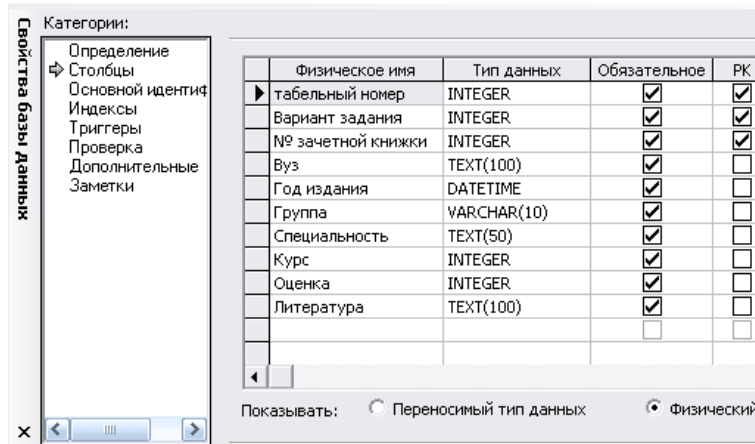 Свойства базы данных
Категории:
Определение
Столбцы
Основной идентиф
Индексы
Триггеры
Проверка
Дополнительные
Заметки
Физическое имя Тип данных Обязательное PK
табельный номер INTEGER
Вариант задания INTEGER
№ зачетной книжки INTEGER
Вуз TEXT(100)
Год издания DATETIME
Группа VARCHAR(10)
Специальность TEXT(50)
Курс INTEGER
Оценка INTEGER
Литература TEXT(100)
Показывать: Переносимый тип данных Физический